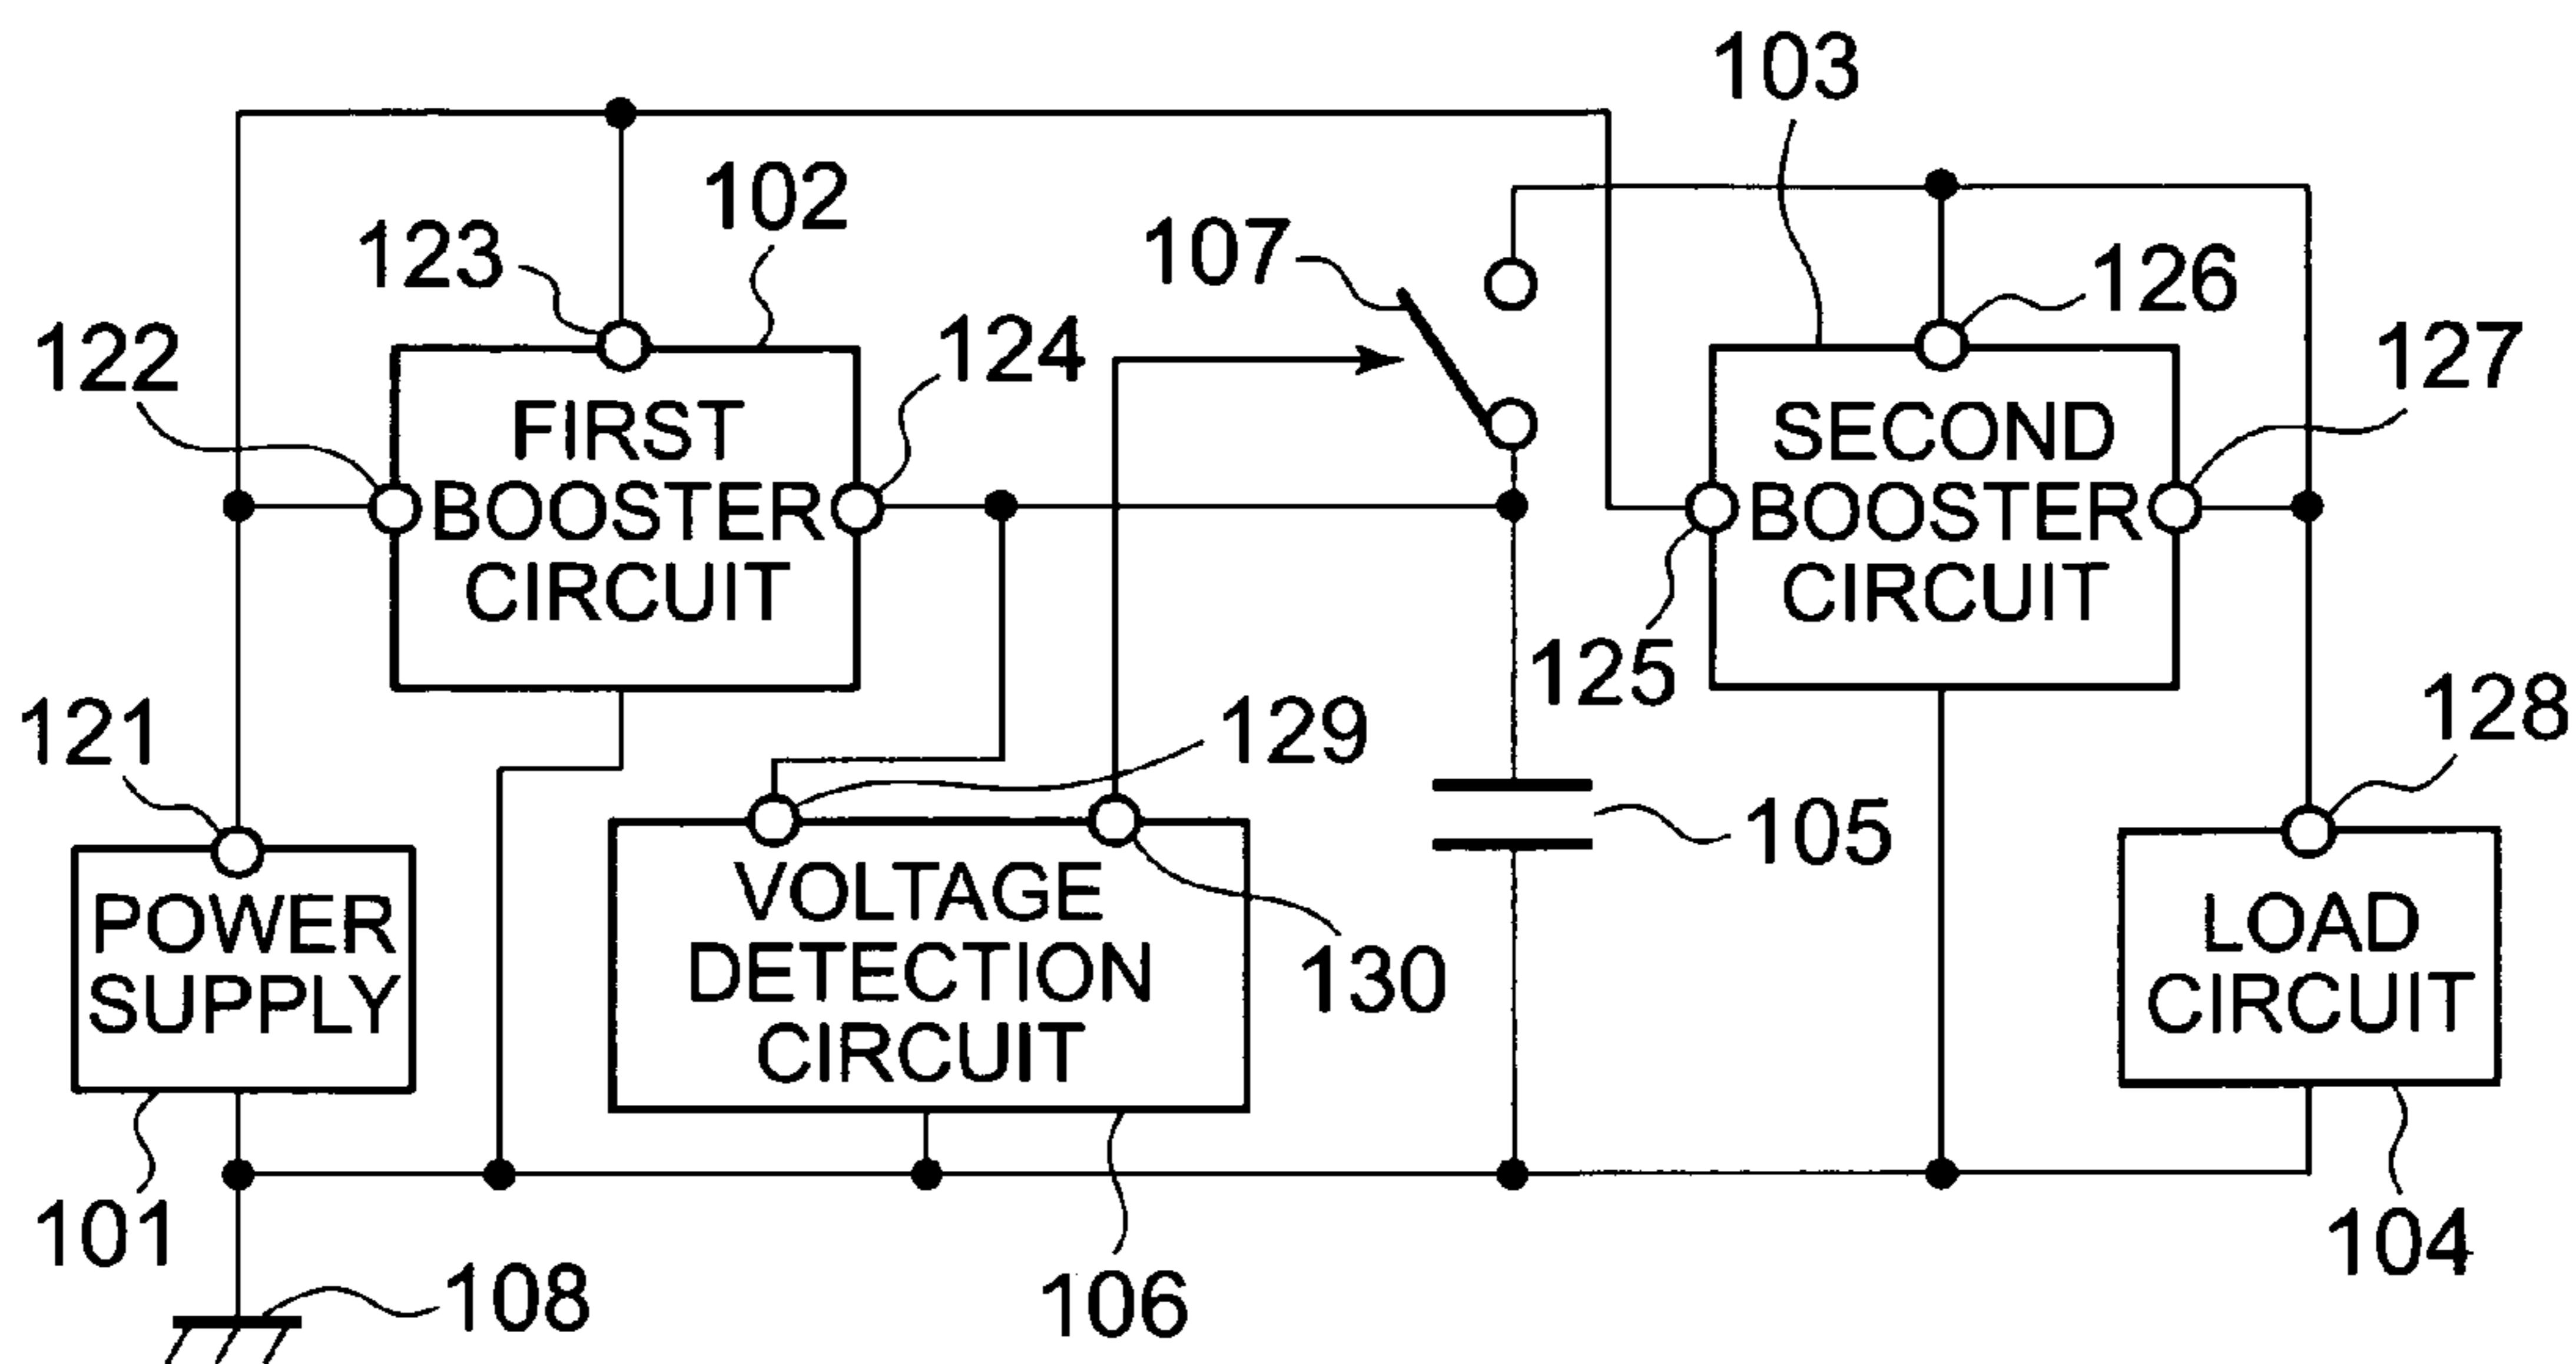 103
102
123
107
126
124
127
122
FIRST
BOOSTER
CIRCUIT
SECOND
BOOSTER
CIRCUIT
125
121
129
128
105
POWER
SUPPLY
VOLTAGE
DETECTION
CIRCUIT
130
LOAD
CIRCUIT
101
108
106
104